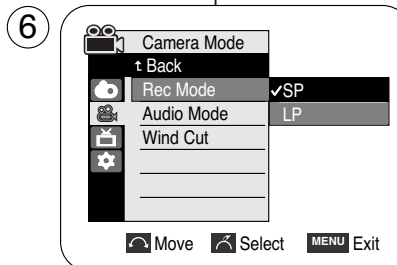 6
Camera Mode
Back
Rec Mode ✓SP
Audio Mode LP
Wind Cut
Move Select MENU Exit